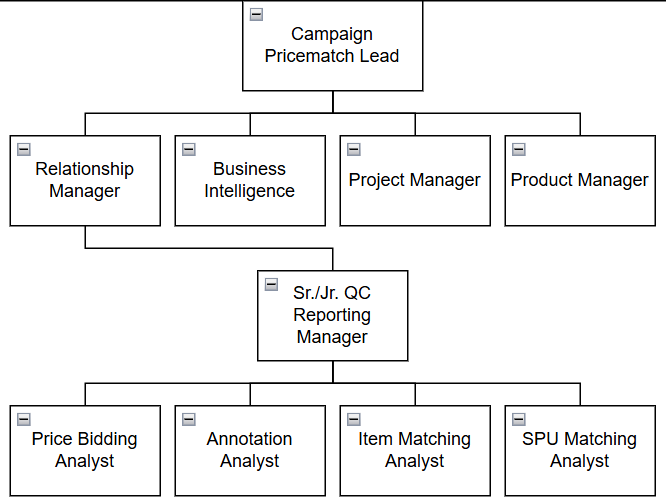 Campaign
Pricematch Lead
Relationship
Manager
Business
Intelligence
Project Manager
Product Manager
Sr./Jr. QC
Reporting
Manager
Price Bidding
Analyst
Annotation
Analyst
Item Matching
Analyst
SPU Matching
Analyst